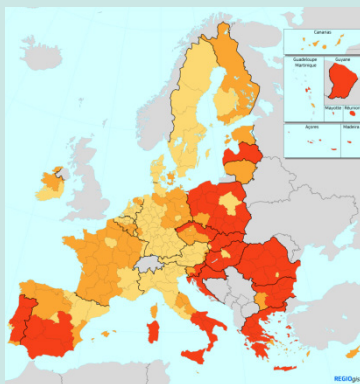 Canarias
Guadeloupe
Martinique
Guyane
Mayotte
Réunion
Açores
Madeira
REGIOgis